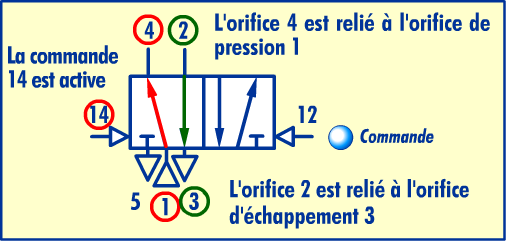 4 2
L'orifice 4 est relié à l'orifice de
pression 1
La commande
14 est active
14
12
Commande
5 1 3
L'orifice 2 est relié à l'orifice
d'échappement 3